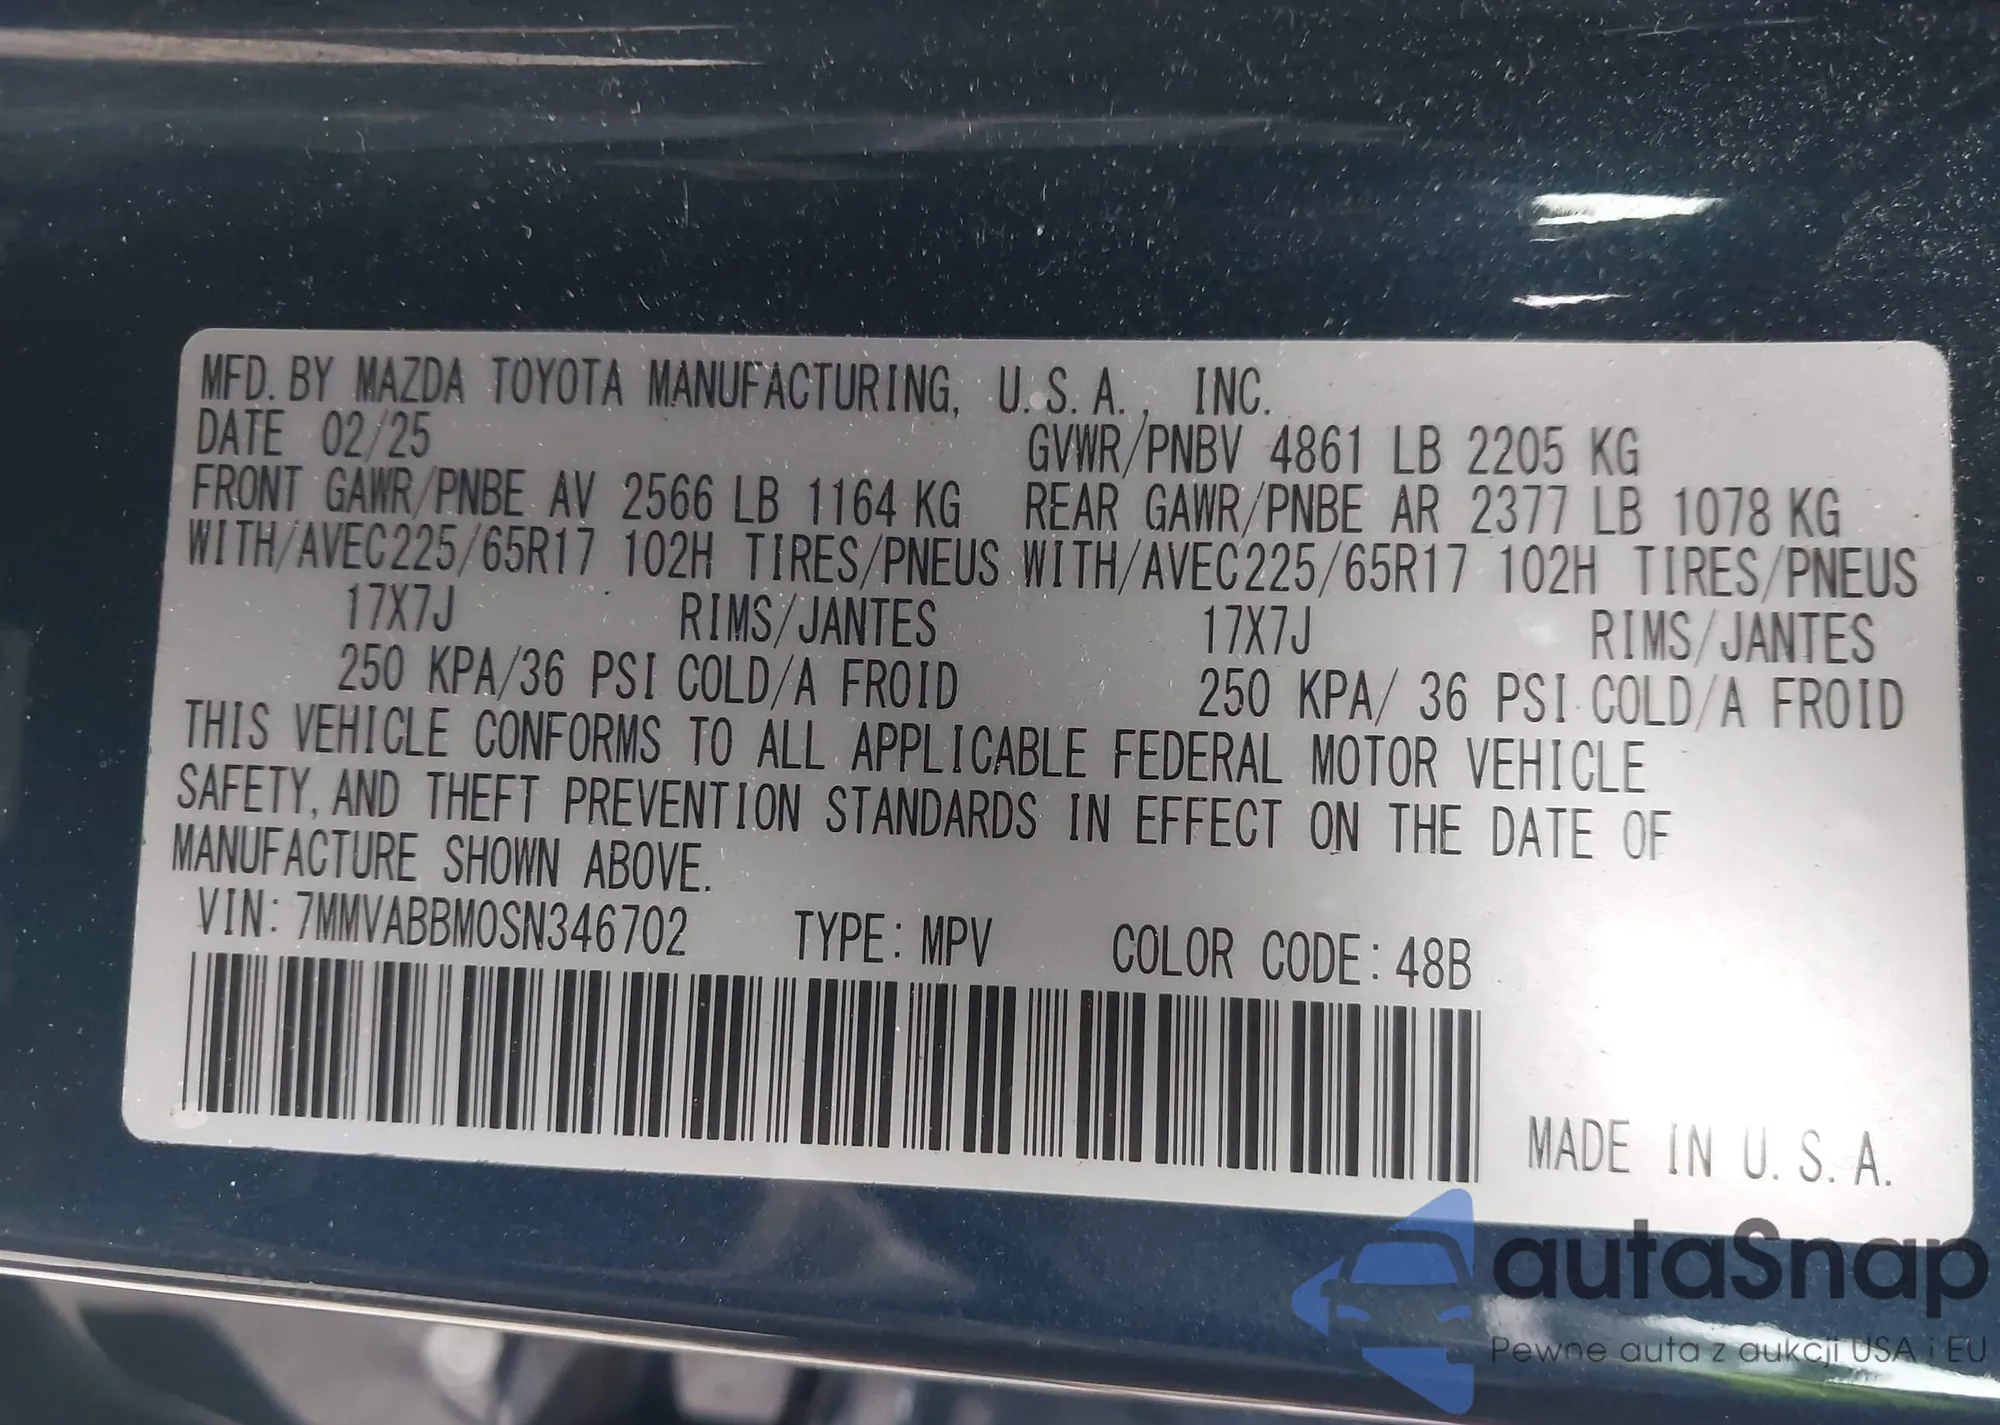 MFD. BY MAZDA TOYOTA MANUFACTURING, U.S.A., INC.
DATE 02/25 GVWR/PNBV 4861 LB 2205 KG
FRONT GAWR/PNBE AV 2566 LB 1164 KG REAR GAWR/PNBE AR 2377 LB 1078 KG
WITH/AVEC225/65R17 102H TIRES/PNEUS WITH/AVEC225/65R17 102H TIRES/PNEUS
17X7J RIMS/JANTES 17X7J RIMS/JANTES
250 KPA/36 PSI COLD/A FROID 250 KPA/ 36 PSI COLD/A FROID
THIS VEHICLE CONFORMS TO ALL APPLICABLE FEDERAL MOTOR VEHICLE
SAFETY, AND THEFT PREVENTION STANDARDS IN EFFECT ON THE DATE OF
MANUFACTURE SHOWN ABOVE.
VIN: 7MMVABBM0SN346702 TYPE: MPV COLOR CODE: 48B
MADE IN U.S.A.
autaSnap
Pewne auta z aukcji USA i EU